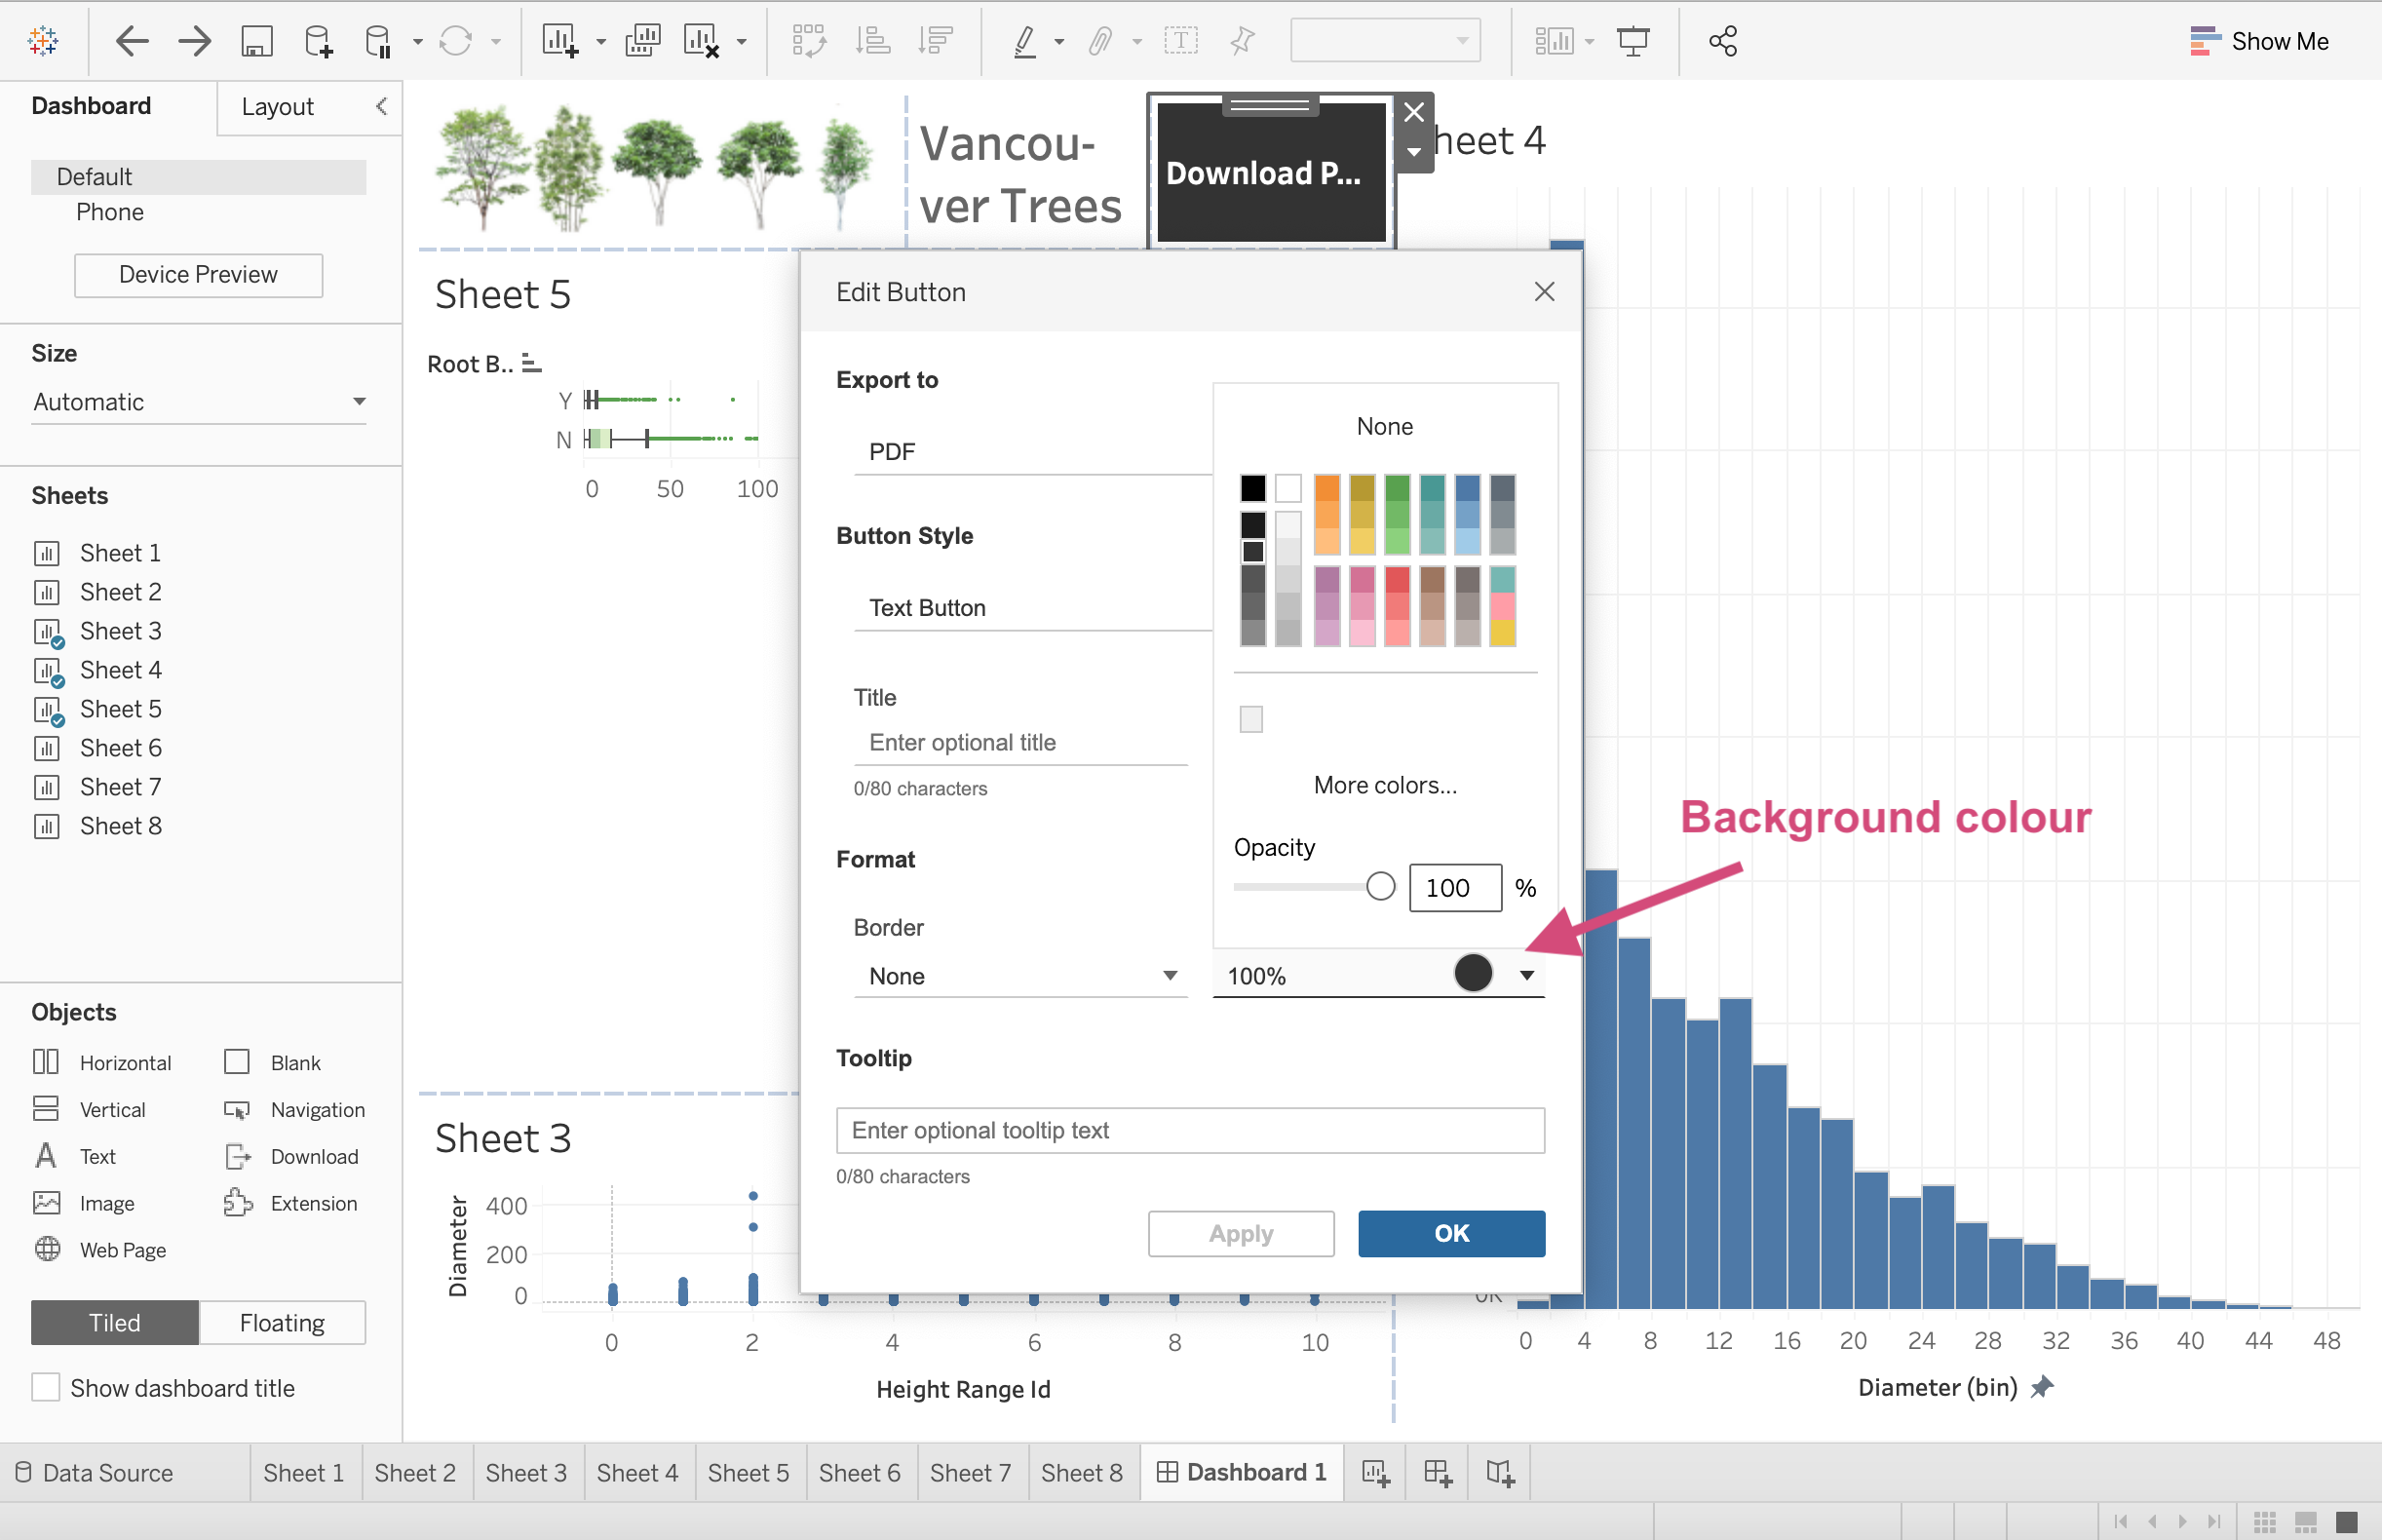 Show Me
Dashboard
Layout
Default
Phone
Device Preview
Size
Automatic
Sheets
Sheet 1
Sheet 2
Sheet 3
Sheet 4
Sheet 5
Sheet 6
Sheet 7
Sheet 8
Objects
Horizontal
Blank
Vertical
Navigation
Text
Download
Image
Extension
Web Page
Tiled
Floating
Show dashboard title
Vancou-
ver Trees
Download P...
heet 4
Sheet 5
Root B..
Y
N
0 50 100
Edit Button
Export to
PDF
Button Style
Text Button
Title
Enter optional title
0/80 characters
Format
Border
None
None
More colors...
Opacity
100 %
100%
Tooltip
Enter optional tooltip text
0/80 characters
Apply
OK
Background colour
Sheet 3
Diameter
400
200
0
0 2 4 6 8 10
Height Range Id
0K
0 4 8 12 16 20 24 28 32 36 40 44 48
Diameter (bin)
Data Source
Sheet 1
Sheet 2
Sheet 3
Sheet 4
Sheet 5
Sheet 6
Sheet 7
Sheet 8
Dashboard 1